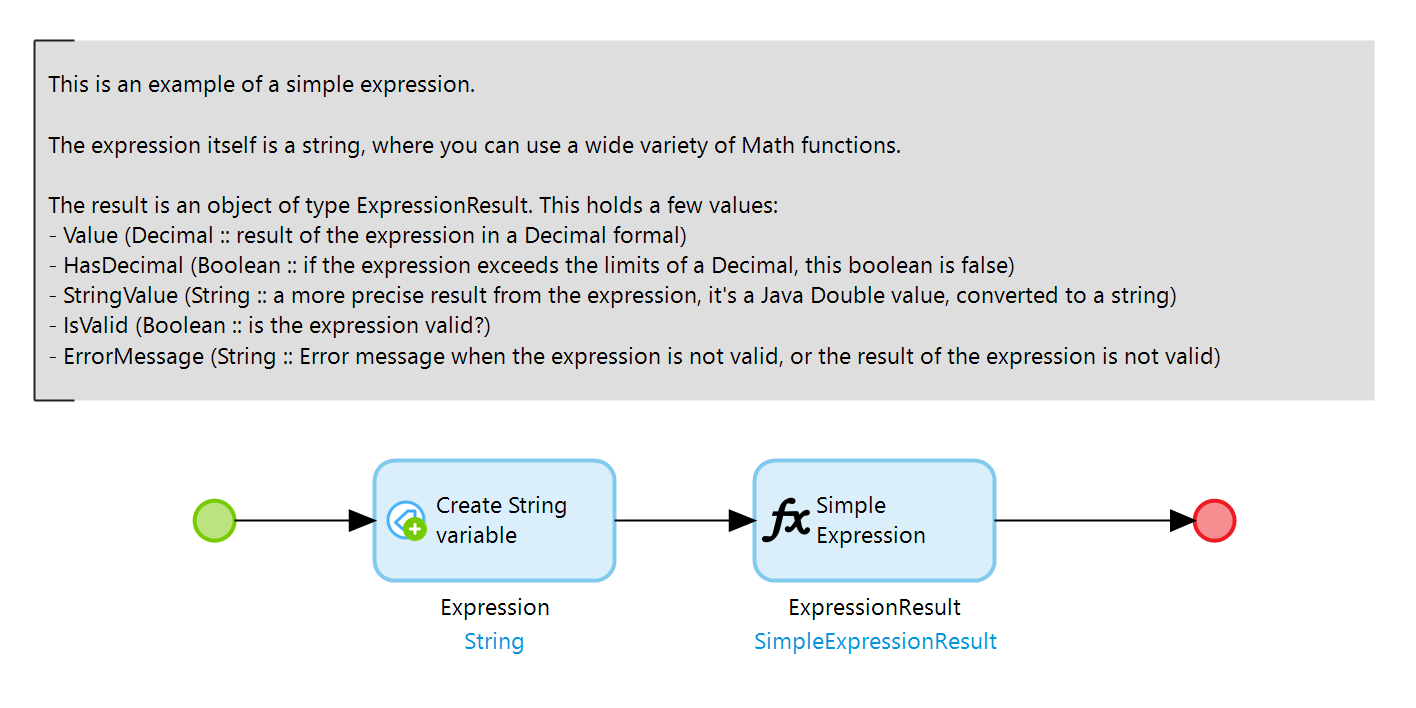 This is an example of a simple expression.
The expression itself is a string, where you can use a wide variety of Math functions.
The result is an object of type ExpressionResult. This holds a few values:
- Value (Decimal :: result of the expression in a Decimal formal)
- HasDecimal (Boolean :: if the expression exceeds the limits of a Decimal, this boolean is false)
- StringValue (String :: a more precise result from the expression, it's a Java Double value, converted to a string)
- IsValid (Boolean :: is the expression valid?)
- ErrorMessage (String :: Error message when the expression is not valid, or the result of the expression is not valid)
Create String
variable
Expression
String
fx
Simple
Expression
ExpressionResult
SimpleExpressionResult